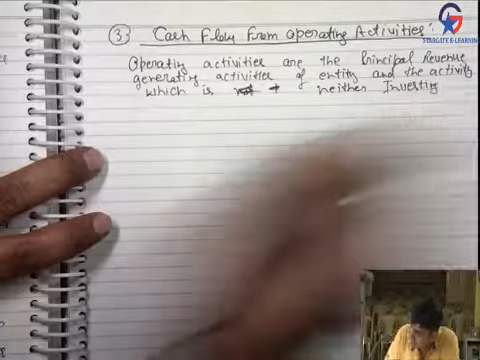 ③ Cash Flow From Operating Activities:
STARGATE E-LEARNIN
Operating activities are the Principal Revenue
generating activities of entity and the activity
which is neither Investing